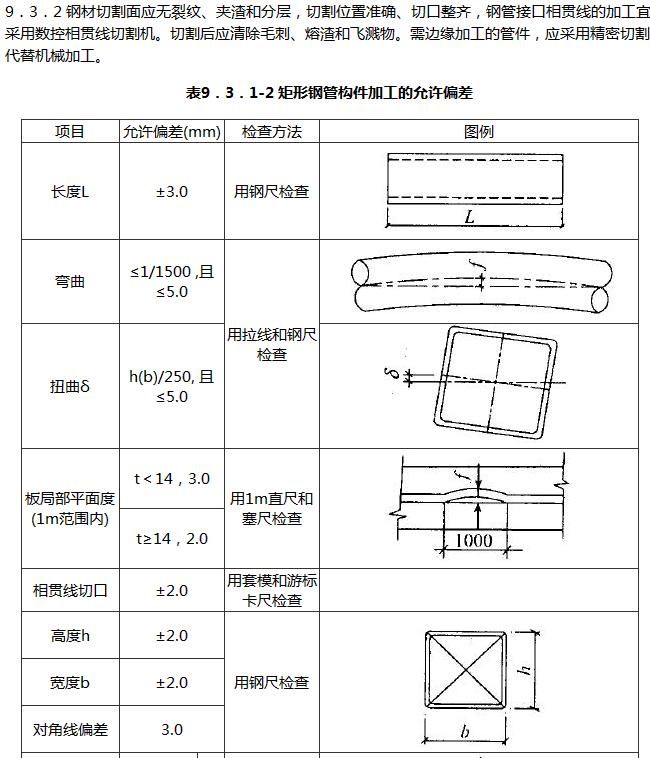 9．3．2 钢材切割面应无裂纹、夹渣和分层，切割位置准确、切口整齐，钢管接口相贯线的加工宜
采用数控相贯线切割机。切割后应清除毛刺、熔渣和飞溅物。需边缘加工的管件，应采用精密切割
代替机械加工。
表9．3．1-2 矩形钢管构件加工的允许偏差
项目 允许偏差(mm) 检查方法 图例
长度L ±3.0 用钢尺检查
L
弯曲 ≤1/1500 ,且
≤5.0
f
用拉线和钢尺
检查
扭曲δ h(b)/250, 且
≤5.0
δ
板局部平面度
(1m范围内)
t＜14，3.0
t≥14，2.0
用1m直尺和
塞尺检查
f
1000
相贯线切口 ±2.0 用套模和游标
卡尺检查
高度h ±2.0
宽度b ±2.0 用钢尺检查
对角线偏差 3.0
h
b